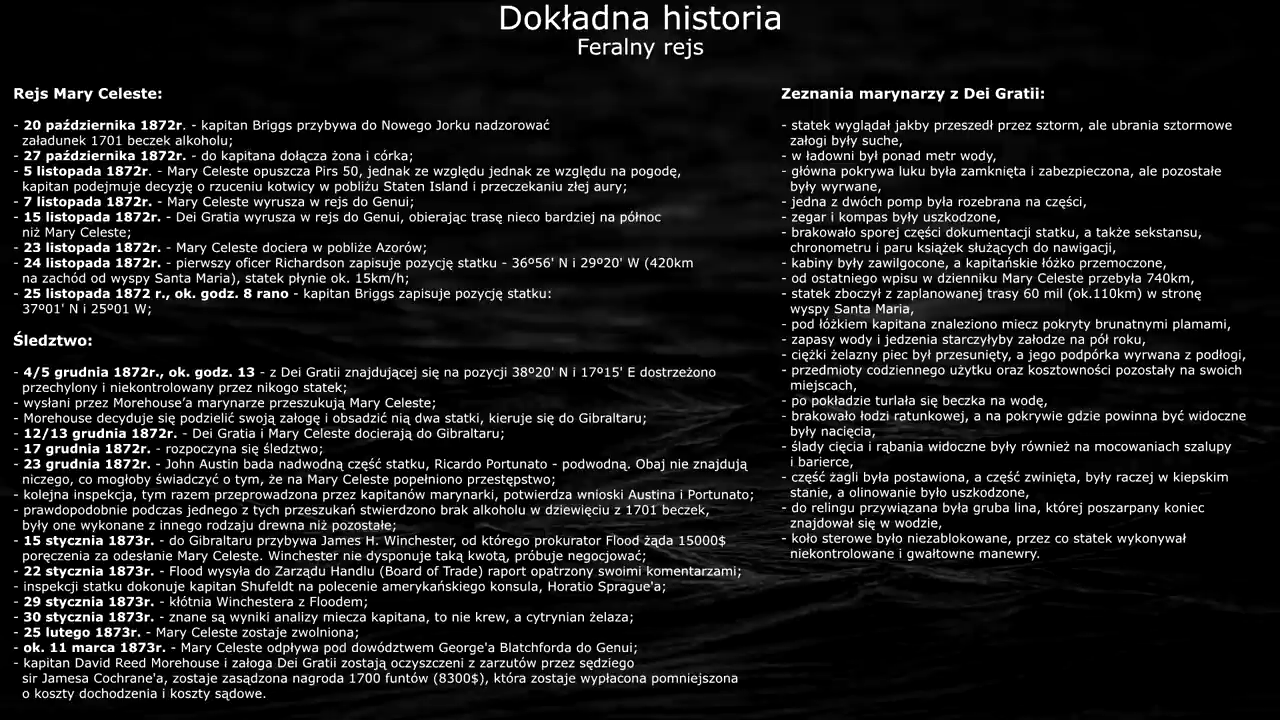 Dokładna historia
Feralny rejs
Rejs Mary Celeste:
- 20 października 1872r. - kapitan Briggs przybywa do Nowego Jorku nadzorować
załadunek 1701 beczek alkoholu;
- 27 października 1872r. - do kapitana dołącza żona i córka;
- 5 listopada 1872r. - Mary Celeste opuszcza Pirs 50, jednak ze względu jednak ze względu na pogodę,
kapitan podejmuje decyzję o rzuceniu kotwicy w pobliżu Staten Island i przeczekaniu złej aury;
- 7 listopada 1872r. - Mary Celeste wyrusza w rejs do Genui;
- 15 listopada 1872r. - Dei Gratia wyrusza w rejs do Genui, obierając trasę nieco bardziej na północ
niż Mary Celeste;
- 23 listopada 1872r. - Mary Celeste dociera w pobliże Azorów;
- 24 listopada 1872r. - pierwszy oficer Richardson zapisuje pozycję statku - 36º56' N i 29º20' W (420km
na zachód od wyspy Santa Maria), statek płynie ok. 15km/h;
- 25 listopada 1872 r., ok. godz. 8 rano - kapitan Briggs zapisuje pozycję statku:
37º01' N i 25º01 W;
Śledztwo:
- 4/5 grudnia 1872r., ok. godz. 13 - z Dei Gratii znajdującej się na pozycji 38º20' N i 17º15' E dostrzeżono
przechylony i niekontrolowany przez nikogo statek;
- wysłani przez Morehouse’a marynarze przeszukują Mary Celeste;
- Morehouse decyduje się podzielić swoją załogę i obsadzić nią dwa statki, kieruje się do Gibraltaru;
- 12/13 grudnia 1872r. - Dei Gratia i Mary Celeste docierają do Gibraltaru;
- 17 grudnia 1872r. - rozpoczyna się śledztwo;
- 23 grudnia 1872r. - John Austin bada nadwodną część statku, Ricardo Portunato - podwodną. Obaj nie znajdują
niczego, co mogłoby świadczyć o tym, że na Mary Celeste popełniono przestępstwo;
- kolejna inspekcja, tym razem przeprowadzona przez kapitanów marynarki, potwierdza wnioski Austina i Portunato;
- prawdopodobnie podczas jednego z tych przeszukań stwierdzono brak alkoholu w dziewięciu z 1701 beczek,
były one wykonane z innego rodzaju drewna niż pozostałe;
- 15 stycznia 1873r. - do Gibraltaru przybywa James H. Winchester, od którego prokurator Flood żąda 15000$
poręczenia za odesłanie Mary Celeste. Winchester nie dysponuje taką kwotą, próbuje negocjować;
- 22 stycznia 1873r. - Flood wysyła do Zarządu Handlu (Board of Trade) raport opatrzony swoimi komentarzami;
- inspekcji statku dokonuje kapitan Shufeldt na polecenie amerykańskiego konsula, Horatio Sprague'a;
- 29 stycznia 1873r. - kłótnia Winchestera z Floodem;
- 30 stycznia 1873r. - znane są wyniki analizy miecza kapitana, to nie krew, a cytrynian żelaza;
- 25 lutego 1873r. - Mary Celeste zostaje zwolniona;
- ok. 11 marca 1873r. - Mary Celeste odpływa pod dowództwem George'a Blatchforda do Genui;
- kapitan David Reed Morehouse i załoga Dei Gratii zostają oczyszczeni z zarzutów przez sędziego
sir Jamesa Cochrane'a, zostaje zasądzona nagroda 1700 funtów (8300$), która zostaje wypłacona pomniejszona
o koszty dochodzenia i koszty sądowe.
Zeznania marynarzy z Dei Gratii:
- statek wyglądał jakby przeszedł przez sztorm, ale ubrania sztormowe
załogi były suche,
- w ładowni był ponad metr wody,
- główna pokrywa luku była zamknięta i zabezpieczona, ale pozostałe
były wyrwane,
- jedna z dwóch pomp była rozebrana na części,
- zegar i kompas były uszkodzone,
- brakowało sporej części dokumentacji statku, a także sekstansu,
chronometru i paru książek służących do nawigacji,
- kabiny były zawilgocone, a kapitańskie łóżko przemoczone,
- od ostatniego wpisu w dzienniku Mary Celeste przebyła 740km,
- statek zboczył z zaplanowanej trasy 60 mil (ok.110km) w stronę
wyspy Santa Maria,
- pod łóżkiem kapitana znaleziono miecz pokryty brunatnymi plamami,
- zapasy wody i jedzenia starczyłyby załodze na pół roku,
- ciężki żelazny piec był przesunięty, a jego podpórka wyrwana z podłogi,
- przedmioty codziennego użytku oraz kosztowności pozostały na swoich
miejscach,
- po pokładzie turlała się beczka na wodę,
- brakowało łodzi ratunkowej, a na pokrywie gdzie powinna być widoczne
były nacięcia,
- ślady cięcia i rąbania widoczne były również na mocowaniach szalupy
i barierce,
- część żagli była postawiona, a część zwinięta, były raczej w kiepskim
stanie, a olinowanie było uszkodzone,
- do relingu przywiązana była gruba lina, której poszarpany koniec
znajdował się w wodzie,
- koło sterowe było niezablokowane, przez co statek wykonywał
niekontrolowane i gwałtowne manewry.